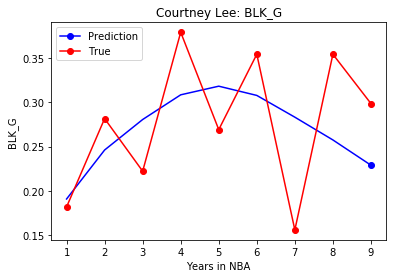 Courtney Lee: BLK_G
Prediction
True
BLK_G
0.35
0.30
0.25
0.20
0.15
1 2 3 4 5 6 7 8 9
Years in NBA